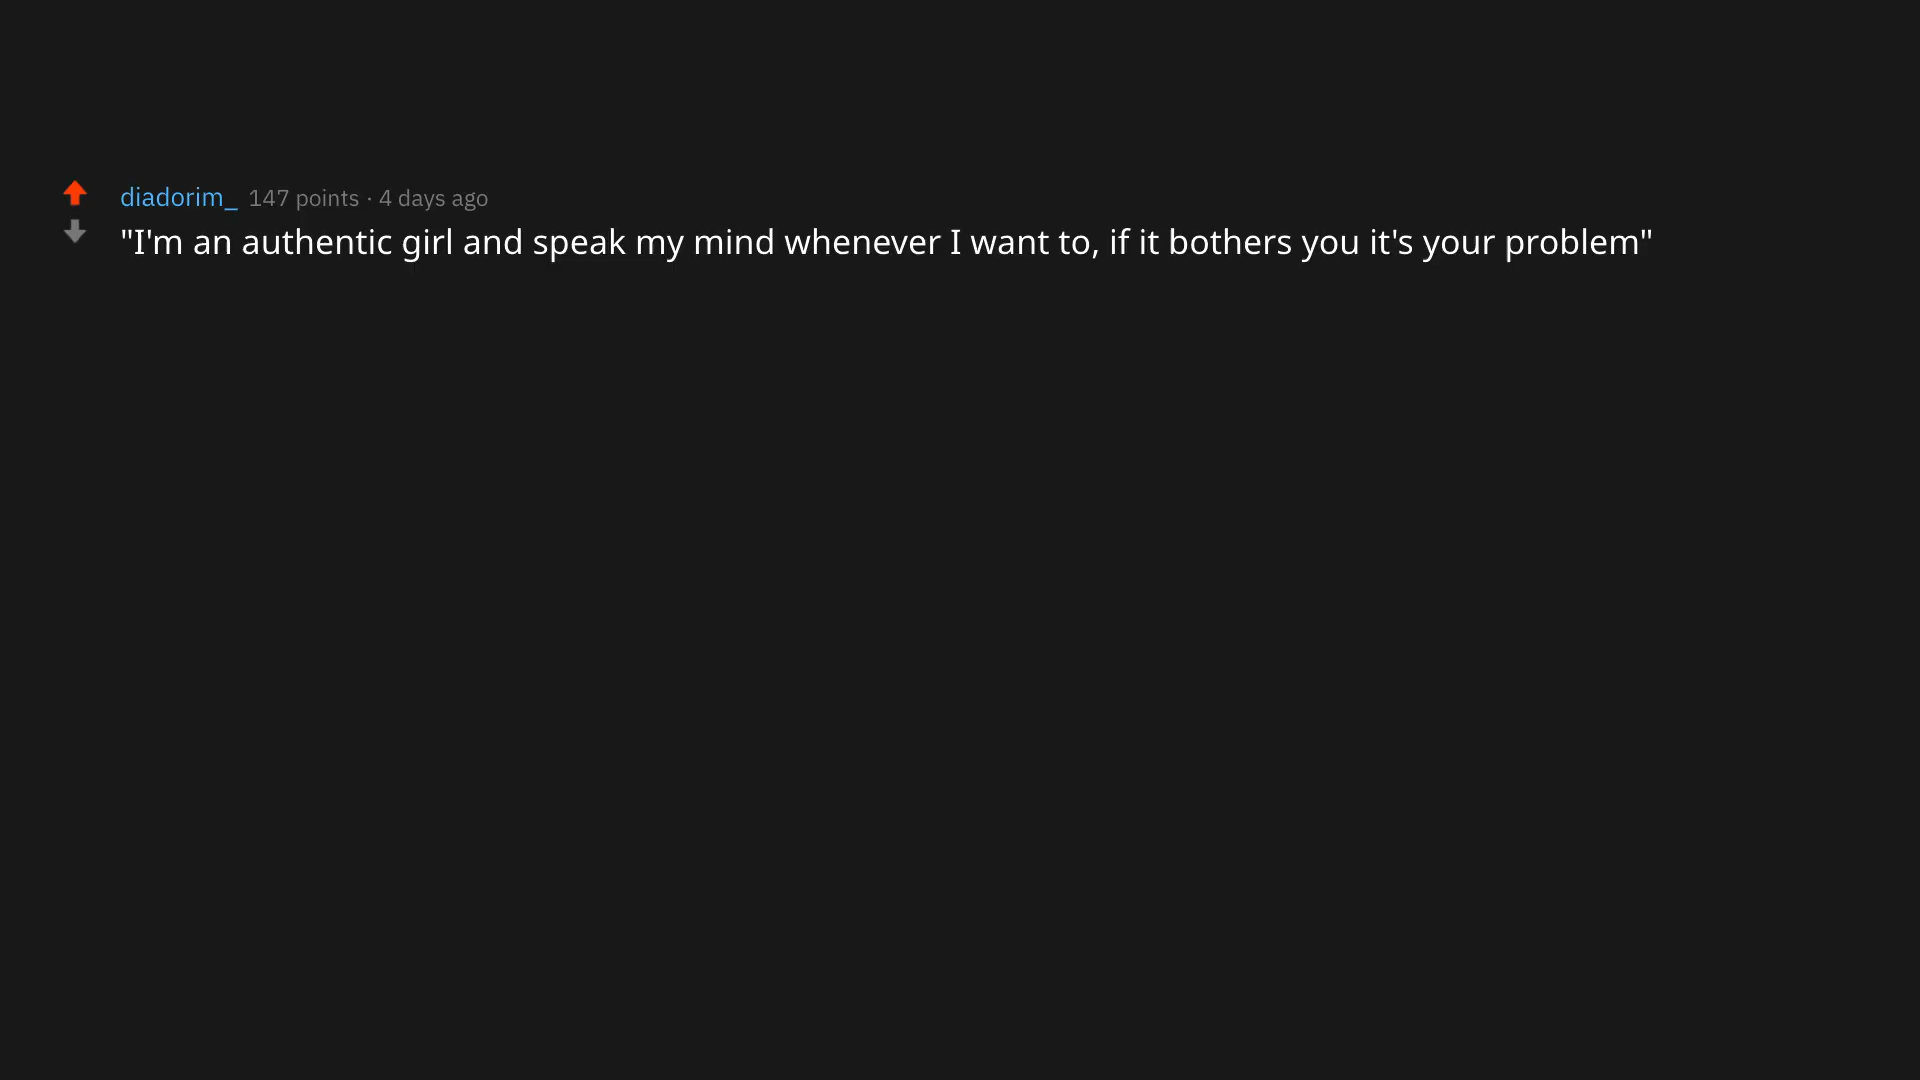 diadorim_ 147 points · 4 days ago
"I'm an authentic girl and speak my mind whenever I want to, if it bothers you it's your problem"